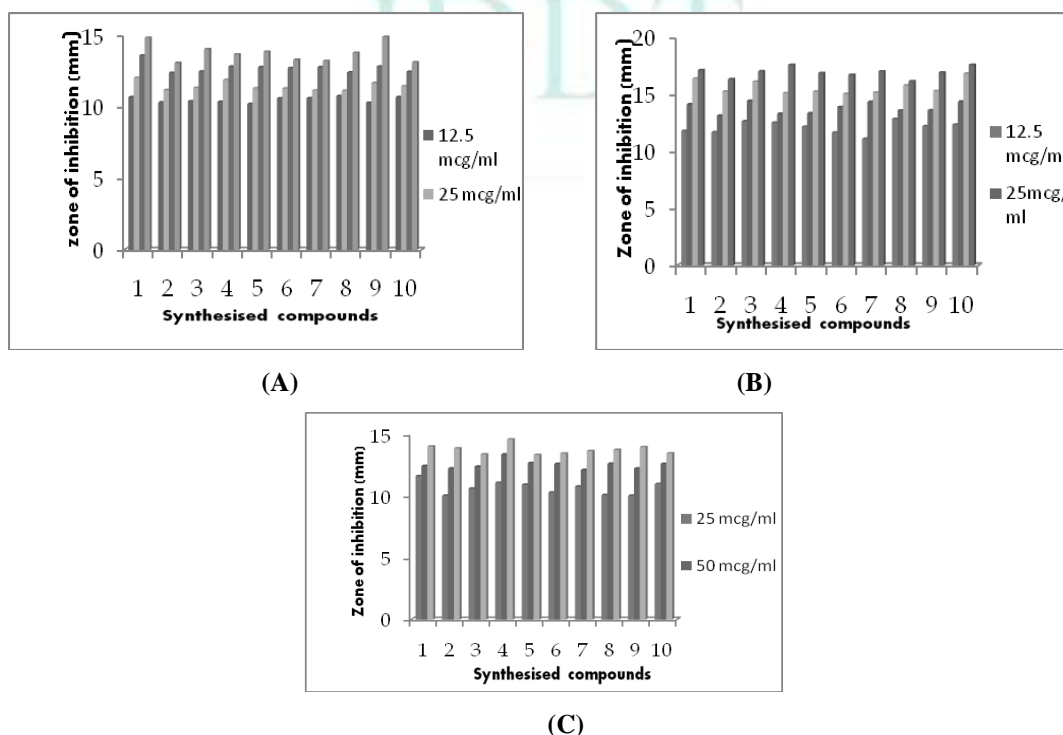 15
10
5
0
zone of inhibition (mm)
1 2 3 4 5 6 7 8 9 10
Synthesised compounds
12.5
mcg/ml
25 mcg/ml
(A)
20
15
10
5
0
Zone of inhibition (mm)
1 2 3 4 5 6 7 8 9 10
Synthesised compounds
12.5
mcg/m
25mcg/
ml
(B)
15
10
5
0
Zone of inhibition (mm)
1 2 3 4 5 6 7 8 9 10
Synthesised compounds
25 mcg/ml
50 mcg/ml
(C)